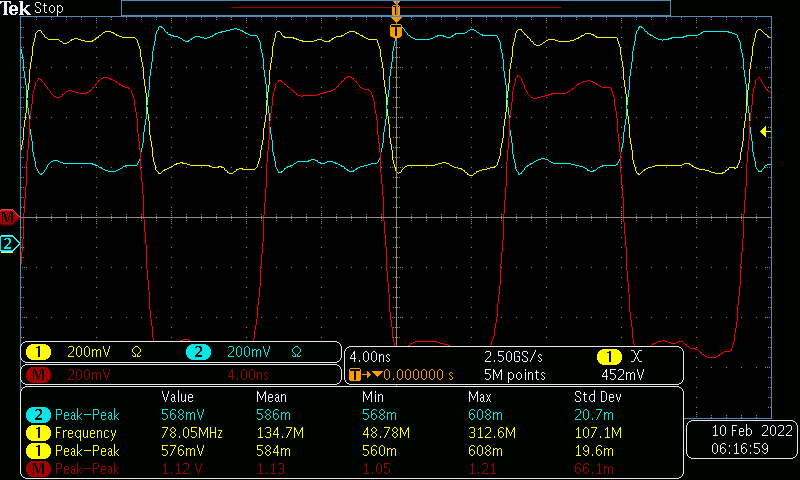 Tek Stop
T
T
M
2
1 200mV Ω 2 200mV Ω
M 200mV 4.00ns
4.00ns 2.50GS/s 1
T→▼0.000000 s 5M points 452mV
Value Mean Min Max Std Dev
2 Peak–Peak 568mV 586m 568m 608m 20.7m
1 Frequency 78.05MHz 134.7M 48.78M 312.6M 107.1M
1 Peak–Peak 576mV 584m 560m 608m 19.6m
M Peak–Peak 1.12 V 1.13 1.05 1.21 66.1m
10 Feb 2022
06:16:59